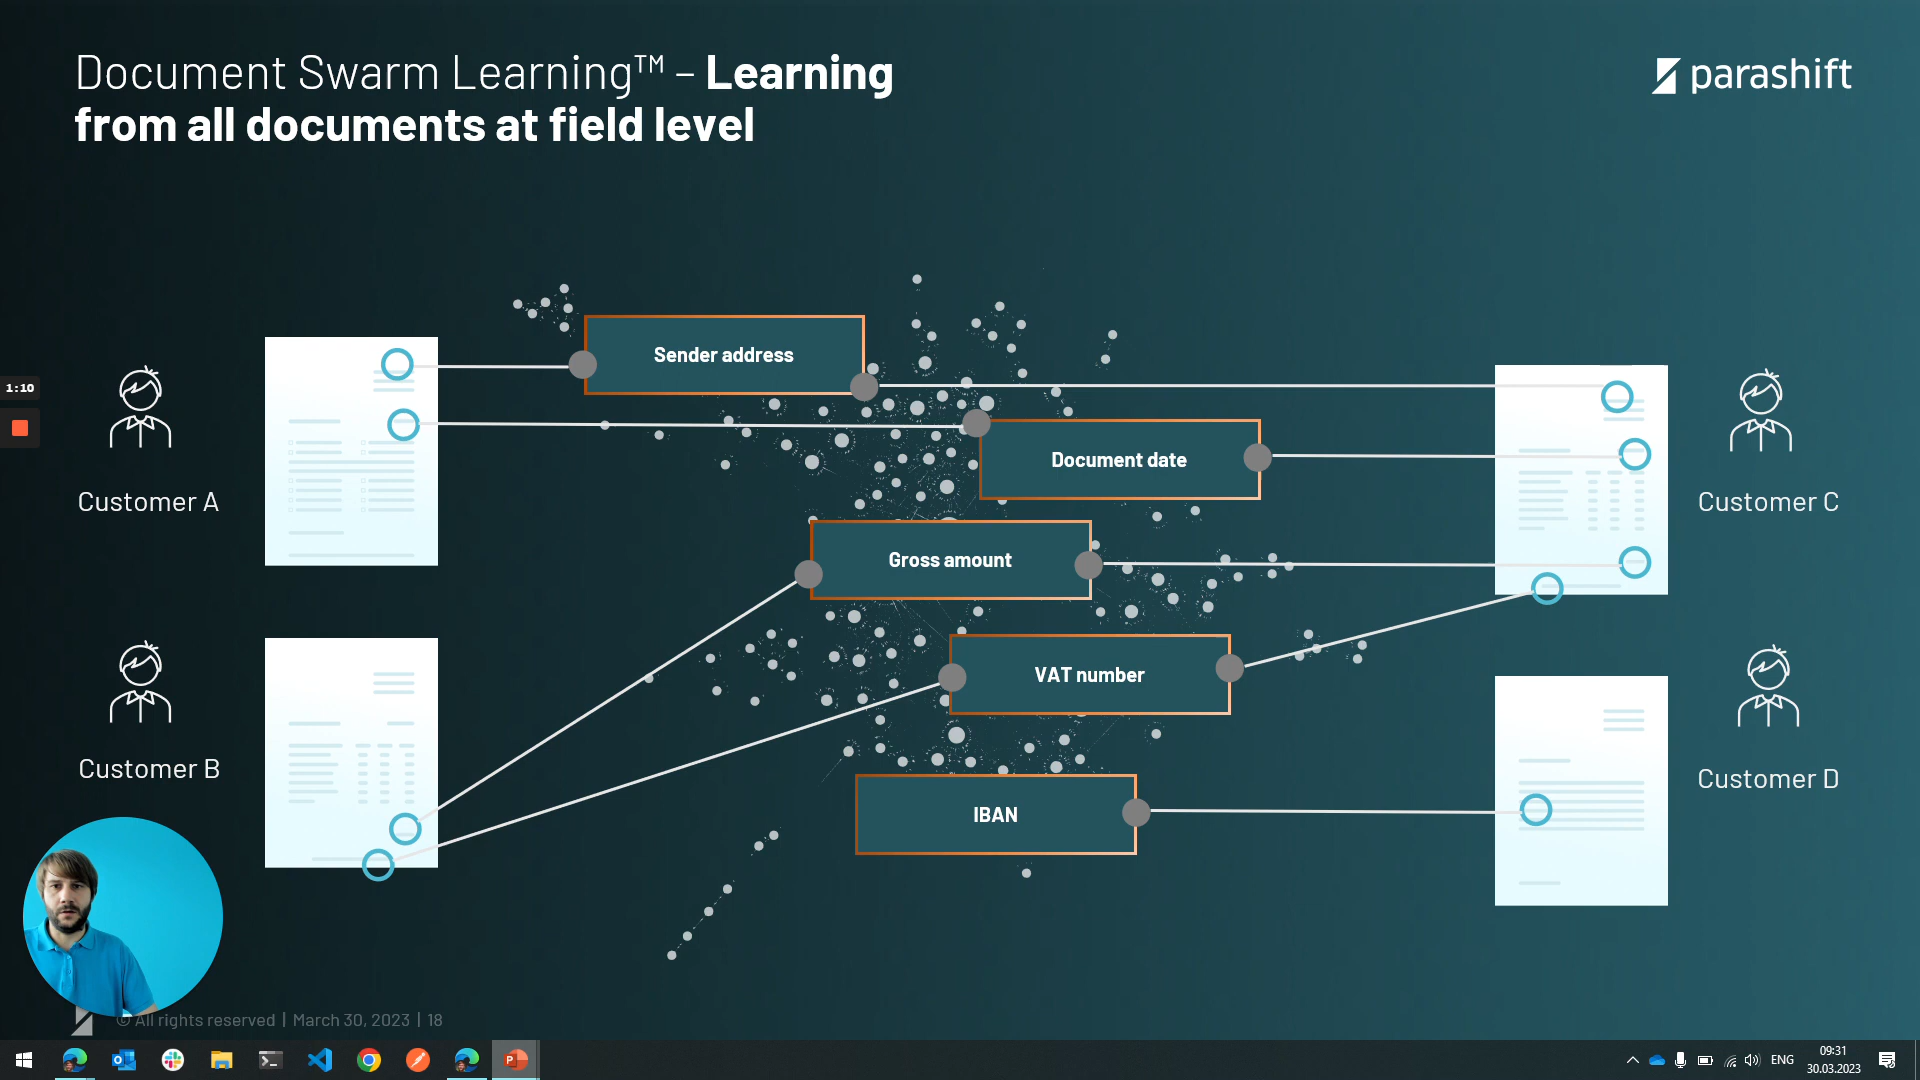 Document Swarm Learning™ – Learning
from all documents at field level
parashift
Sender address
1:10
Document date
Customer A
Customer C
Gross amount
VAT number
Customer B
Customer D
IBAN
© All rights reserved | March 30, 2023 | 18
ENG
09:31
30.03.2023